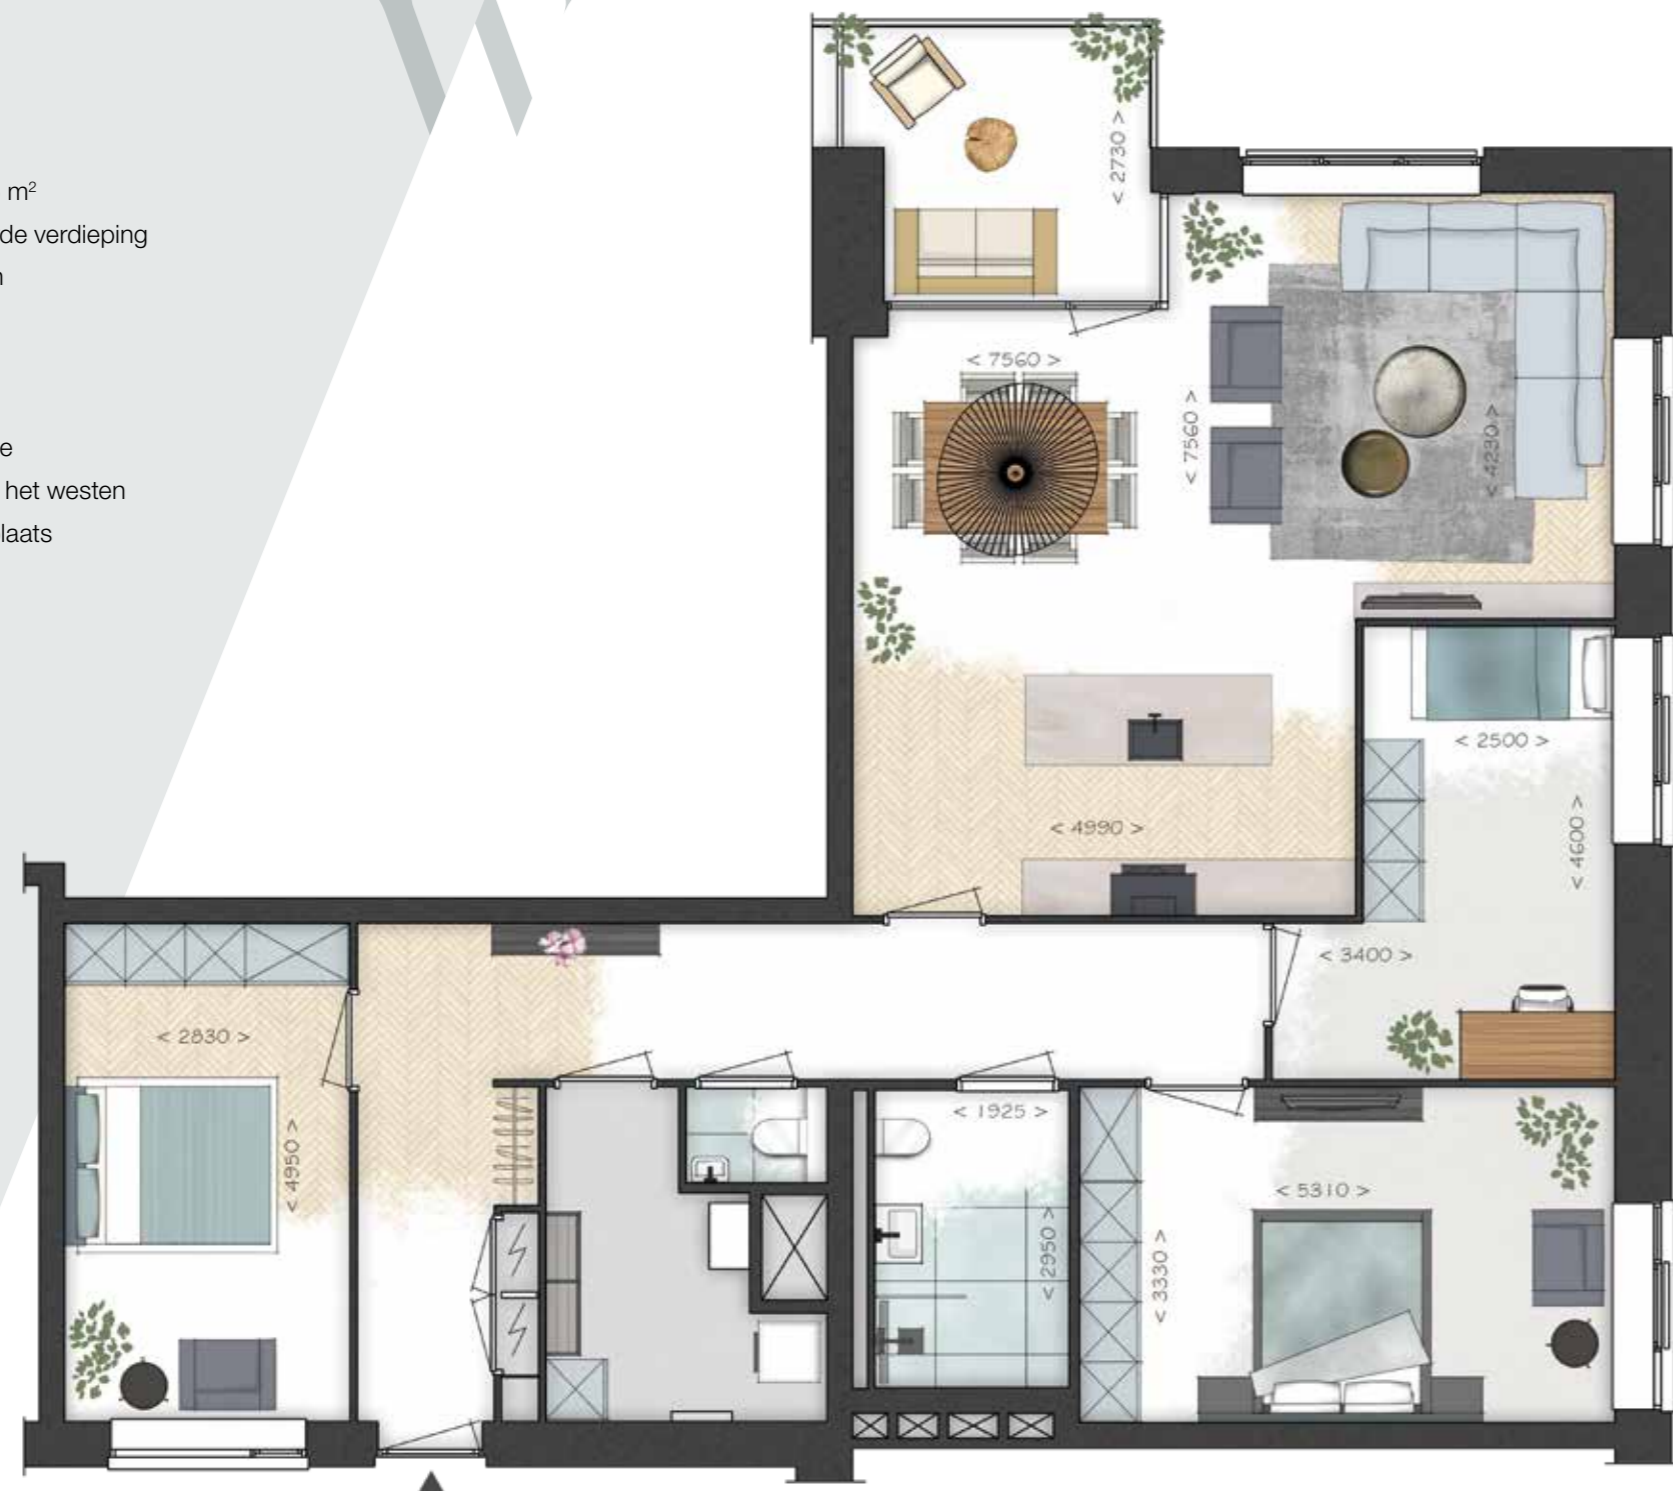 m²
de verdieping
n
e
het westen
laats
< 2730 >
< 7560 >
< 7560 >
< 4230 >
< 2500 >
< 4990 >
< 4600 >
< 3400 >
< 2830 >
< 4950 >
< 1925 >
< 2950 >
< 5310 >
< 3330 >